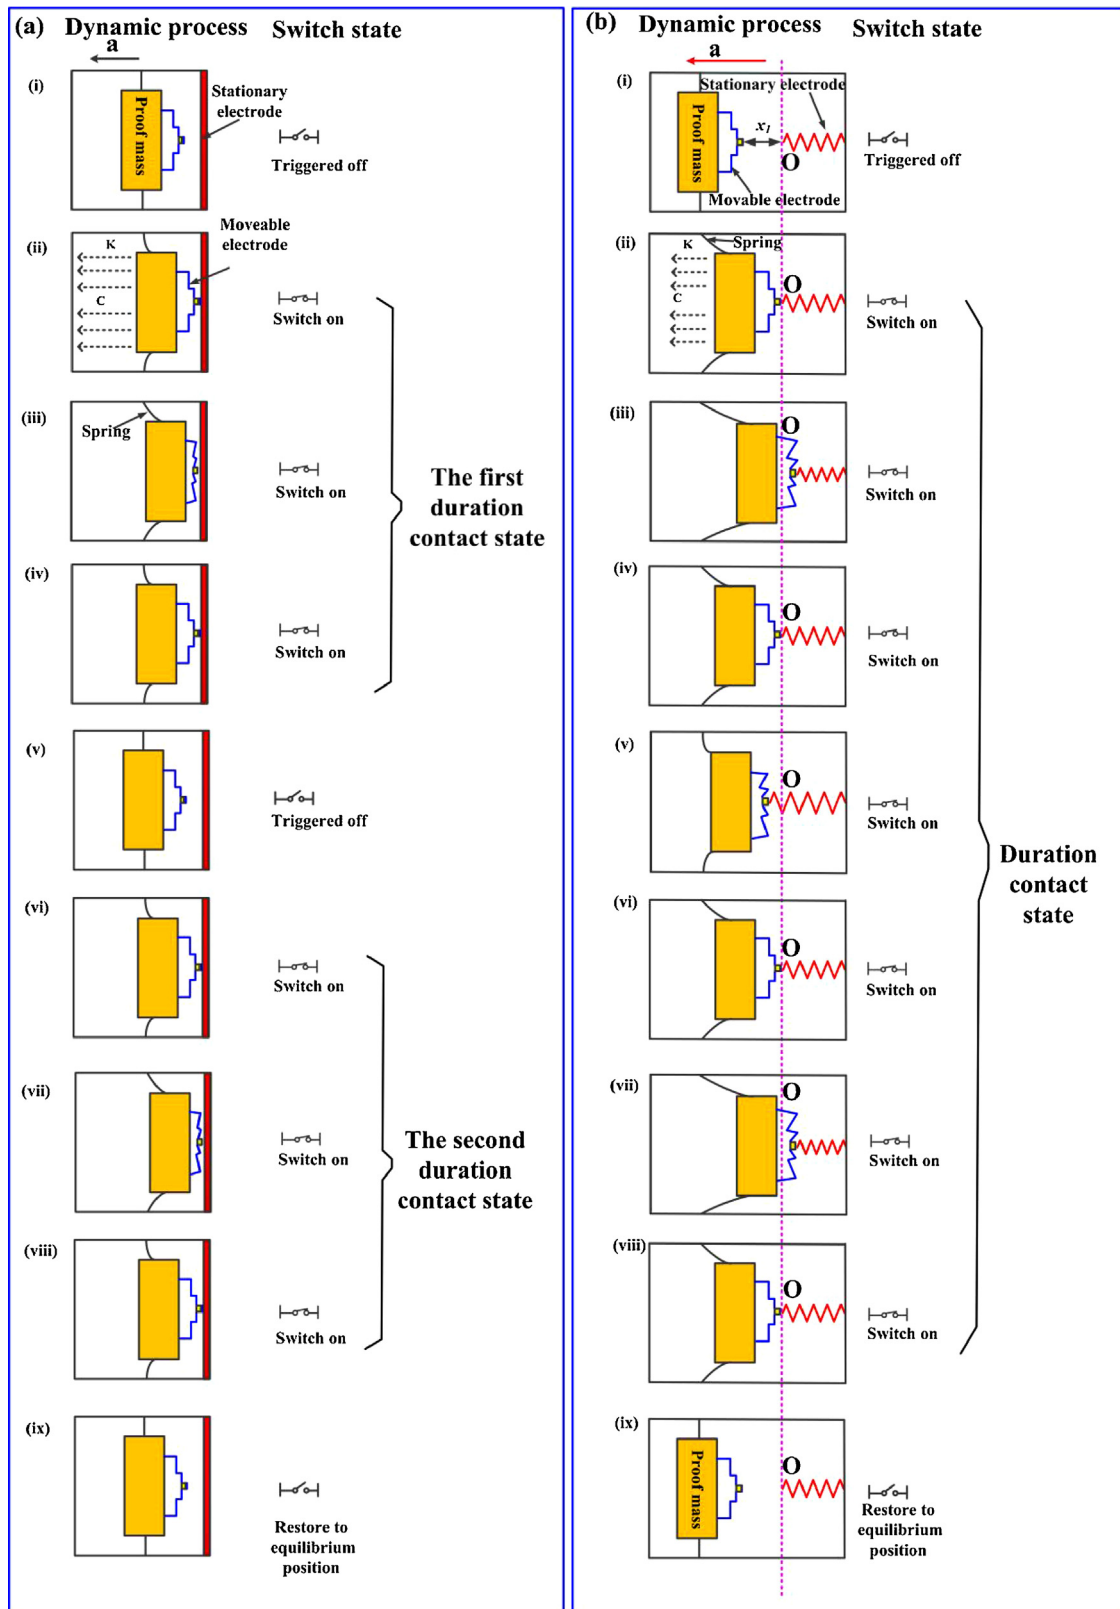 (a) Dynamic process Switch state
a
(i)
Proof mass
Stationary
electrode
Triggered off
(ii)
K
C
Moveable
electrode
Switch on
(iii)
Spring
Switch on
The first
duration
contact state
(iv)
Switch on
(v)
Triggered off
(vi)
Switch on
(vii)
Switch on
The second
duration
contact state
(viii)
Switch on
(ix)
Restore to
equilibrium
position
(b) Dynamic process Switch state
a
(i)
Proof mass
Stationary electrode
x1
O
Movable electrode
Triggered off
(ii)
K
Spring
C
O
Switch on
(iii)
O
Switch on
(iv)
O
Switch on
(v)
O
Switch on
Duration
contact
state
(vi)
O
Switch on
(vii)
O
Switch on
(viii)
O
Switch on
(ix)
Proof mass
O
Restore to
equilibrium
position